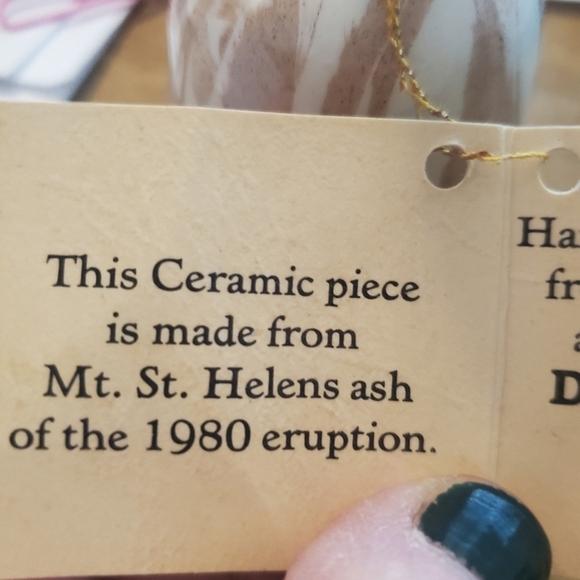 This Ceramic piece
is made from
Mt. St. Helens ash
of the 1980 eruption.